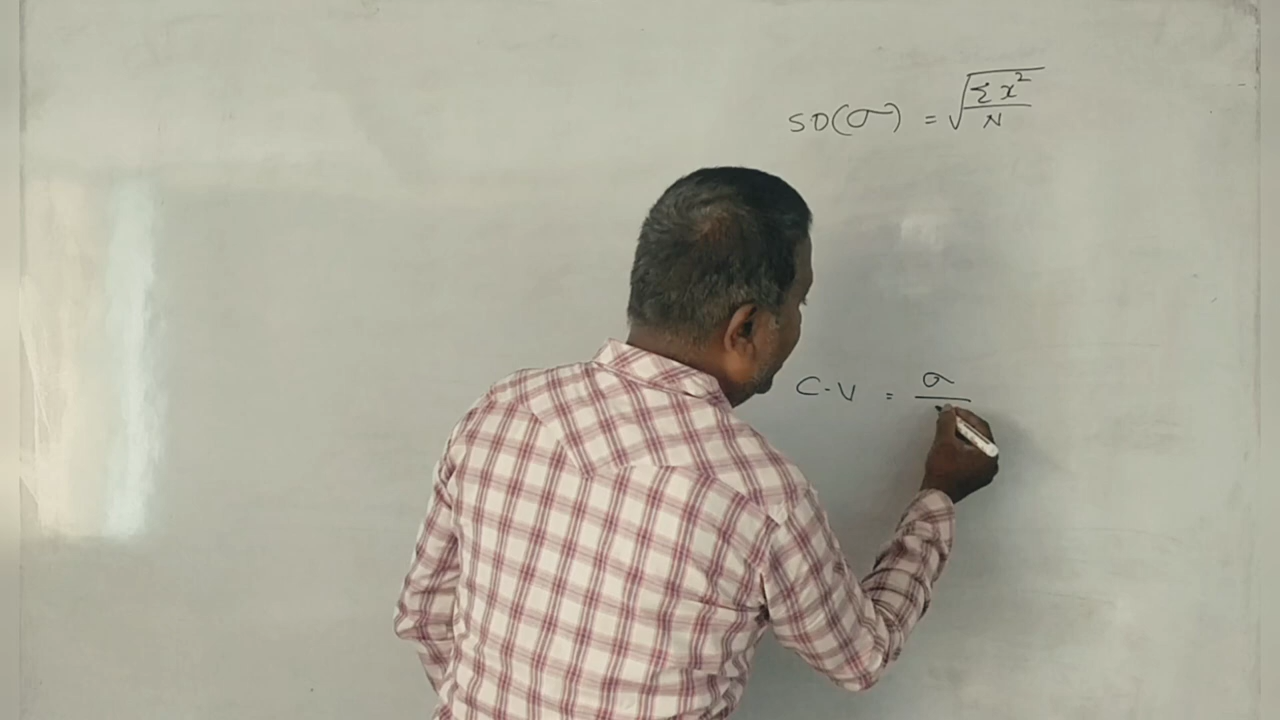 SD(σ) = √Σx²/N
C.V = σ/